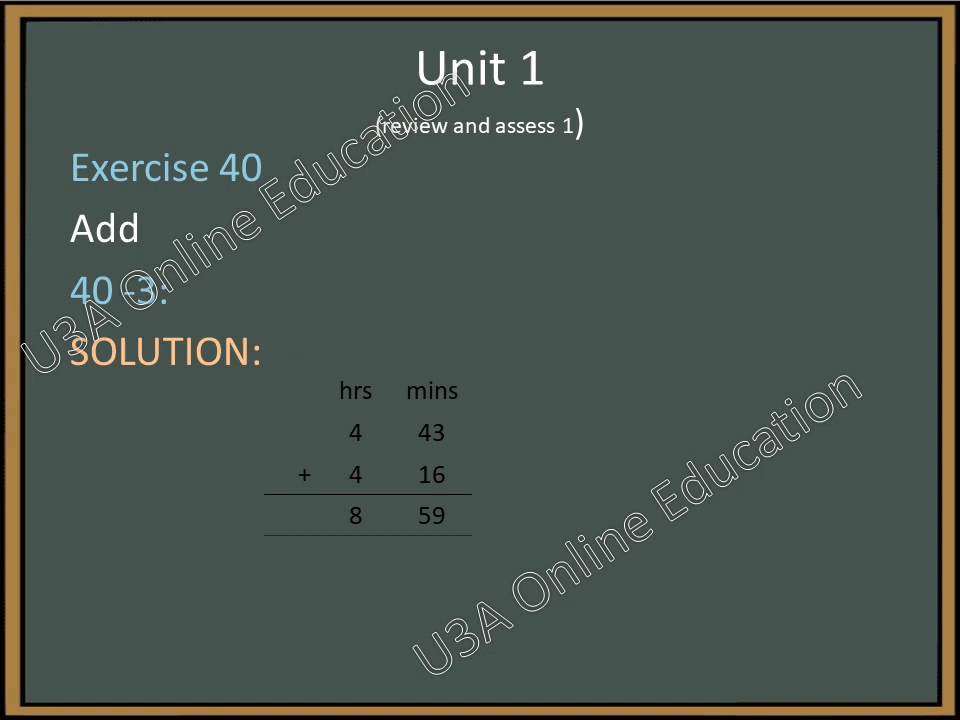 Unit 1
(review and assess 1)
Exercise 40
Add
40 -3:
SOLUTION:
hrs mins
4 43
+ 4 16
8 59
U3A Online Education
U3A Online Education